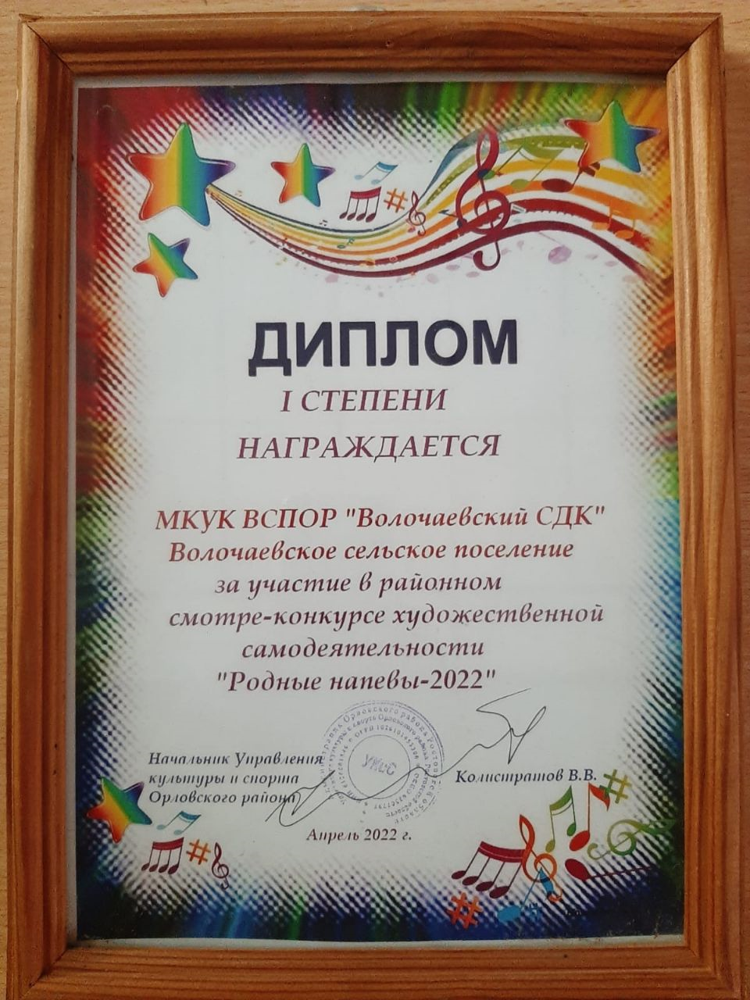 ДИПЛОМ
I СТЕПЕНИ
НАГРАЖДАЕТСЯ
МКУК ВСПОР "Волочаевский СДК"
Волочаевское сельское поселение
за участие в районном
смотре-конкурсе художественной
самодеятельности
"Родные напевы-2022"
Начальник Управления
культуры и спорта
Орловского района
Колистратов В.В.
УКиС
Апрель 2022 г.